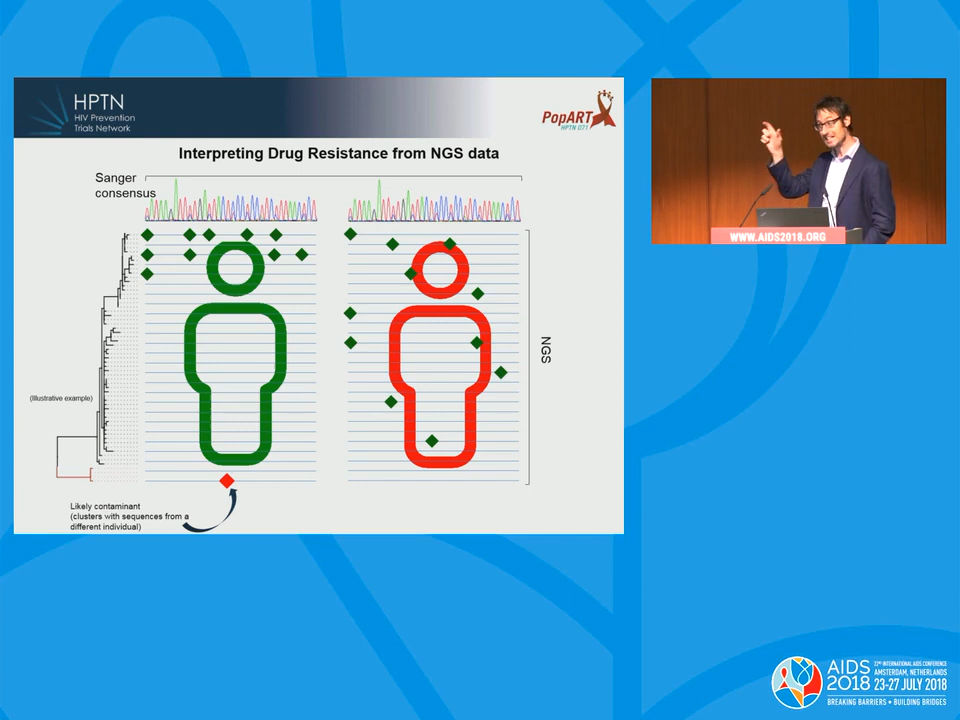 HPTN
HIV Prevention
Trials Network
PopART
HPTN 071
Interpreting Drug Resistance from NGS data
Sanger
consensus
(Illustrative example)
NGS
Likely contaminant
(clusters with sequences from a
different individual)
WWW.AIDS2018.ORG
AIDS
2018
22ND INTERNATIONAL AIDS CONFERENCE
AMSTERDAM, NETHERLANDS
23-27 JULY 2018
BREAKING BARRIERS • BUILDING BRIDGES